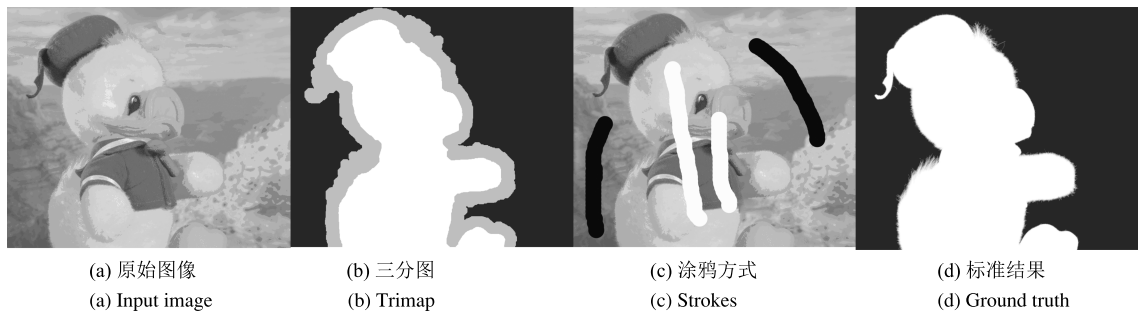 (a) 原始图像
(b) 三分图
(c) 涂鸦方式
(d) 标准结果
(a) Input image
(b) Trimap
(c) Strokes
(d) Ground truth